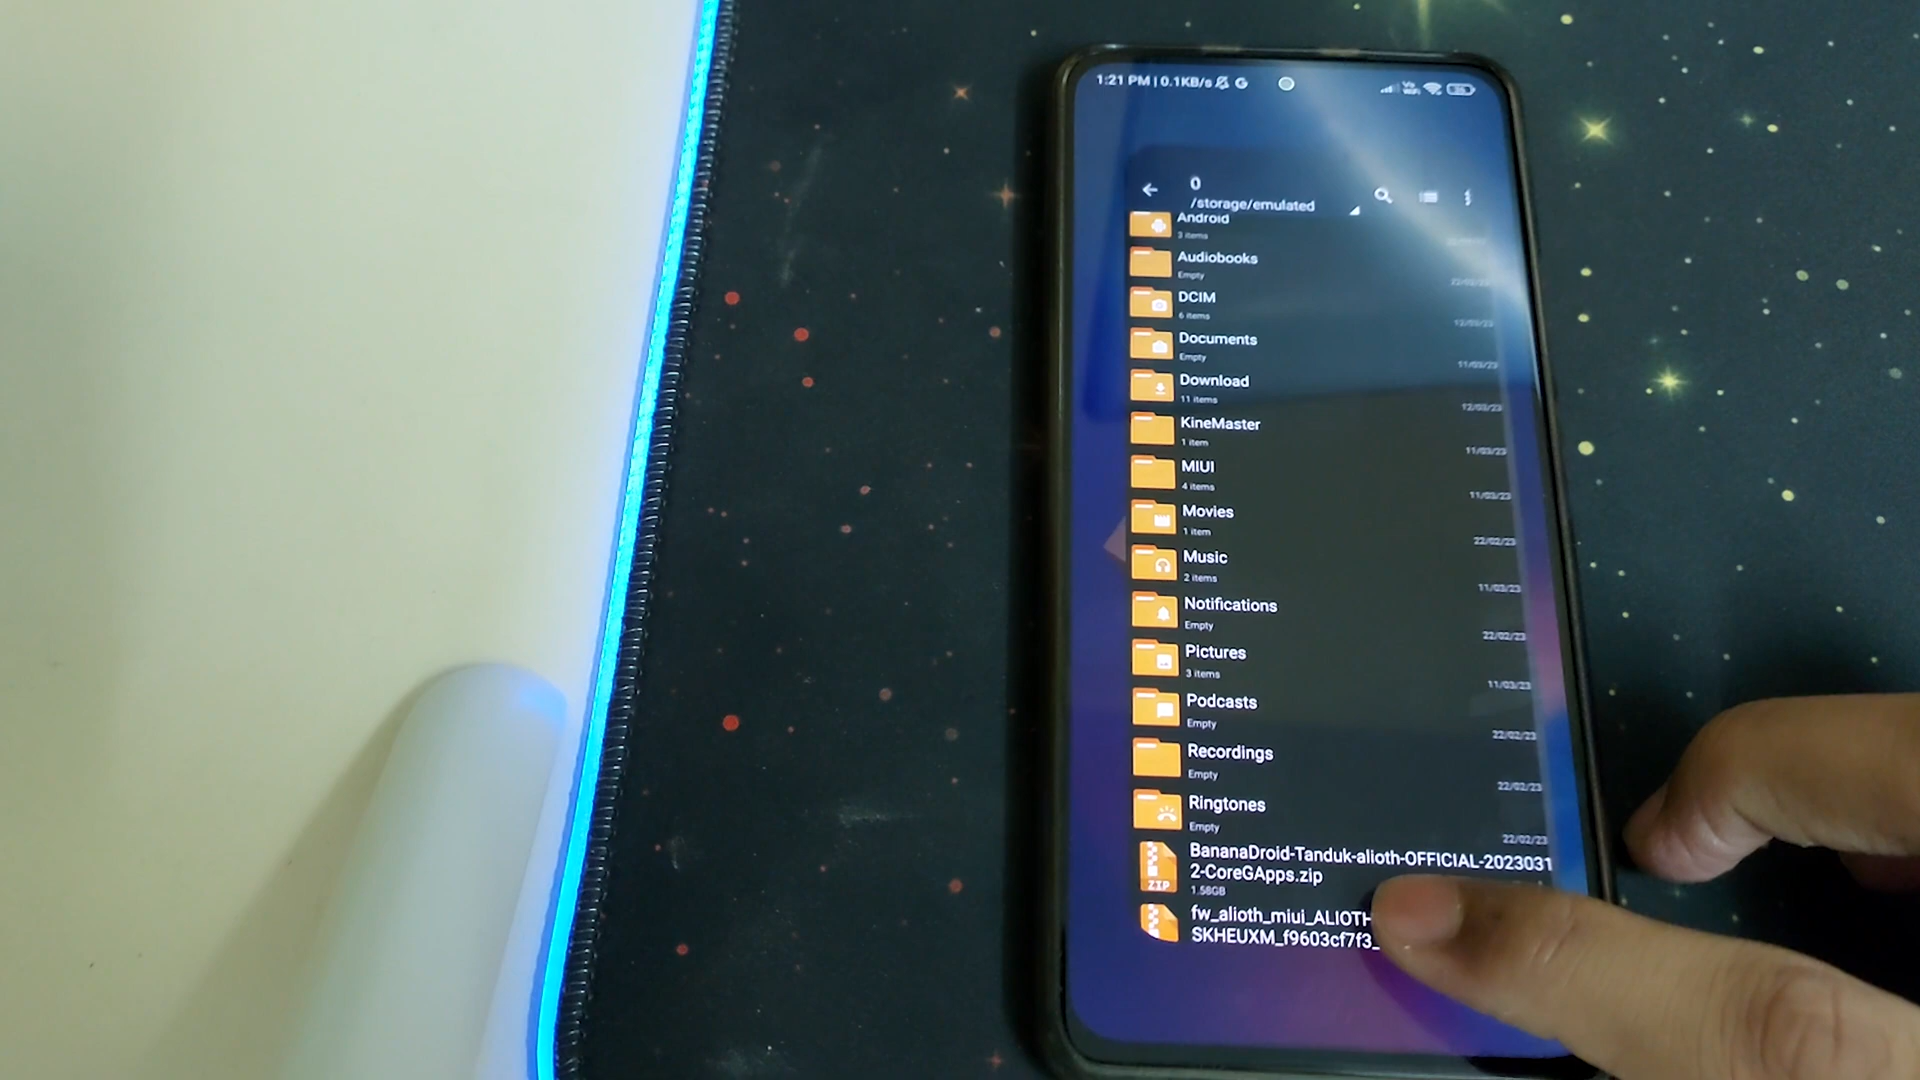 1:21 PM | 0.1KB/s
0
/storage/emulated
Android
3 items
Audiobooks
Empty
22/02/23
DCIM
6 items
12/03/23
Documents
Empty
11/03/23
Download
11 items
12/03/23
KineMaster
1 item
11/03/23
MIUI
4 items
11/03/23
Movies
1 item
22/02/23
Music
2 items
11/03/23
Notifications
Empty
22/02/23
Pictures
3 items
11/03/23
Podcasts
Empty
22/02/23
Recordings
Empty
22/02/23
Ringtones
Empty
22/02/23
BananaDroid-Tanduk-alioth-OFFICIAL-2023031
2-CoreGApps.zip
ZIP
1.58GB
fw_alioth_miui_ALIOTH
SKHEUXM_f9603cf7f3_